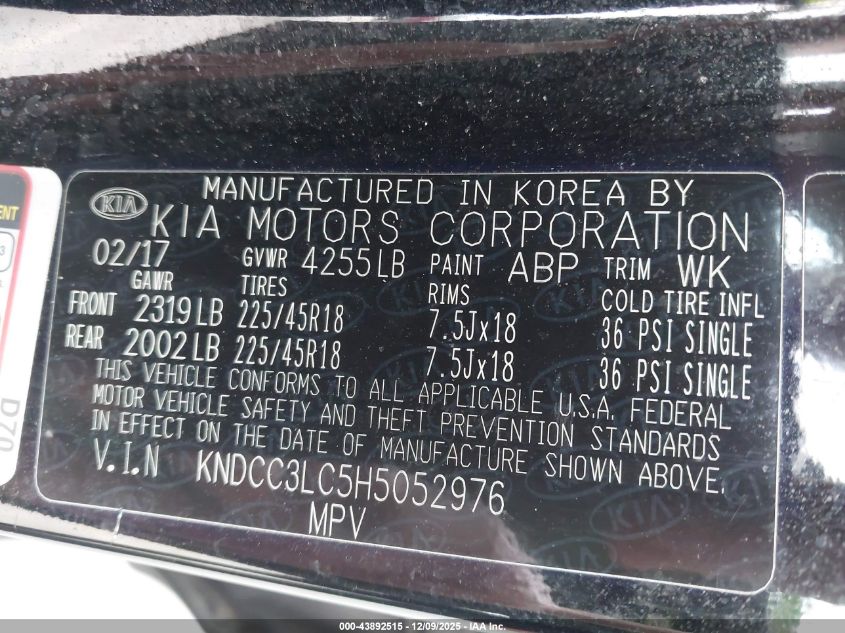 MANUFACTURED IN KOREA BY
KIA KIA MOTORS CORPORATION
02/17 GVWR 4255LB PAINT ABP TRIM WK
GAWR TIRES RIMS COLD TIRE INFL
FRONT 2319LB 225/45R18 7.5Jx18 36 PSI SINGLE
REAR 2002LB 225/45R18 7.5Jx18 36 PSI SINGLE
THIS VEHICLE CONFORMS TO ALL APPLICABLE U.S.A. FEDERAL
MOTOR VEHICLE SAFETY AND THEFT PREVENTION STANDARDS
IN EFFECT ON THE DATE OF MANUFACTURE SHOWN ABOVE.
V.I.N KNDCC3LC5H5052976
MPV
D70
000-43892515 - 12/09/2025 - IAA Inc.